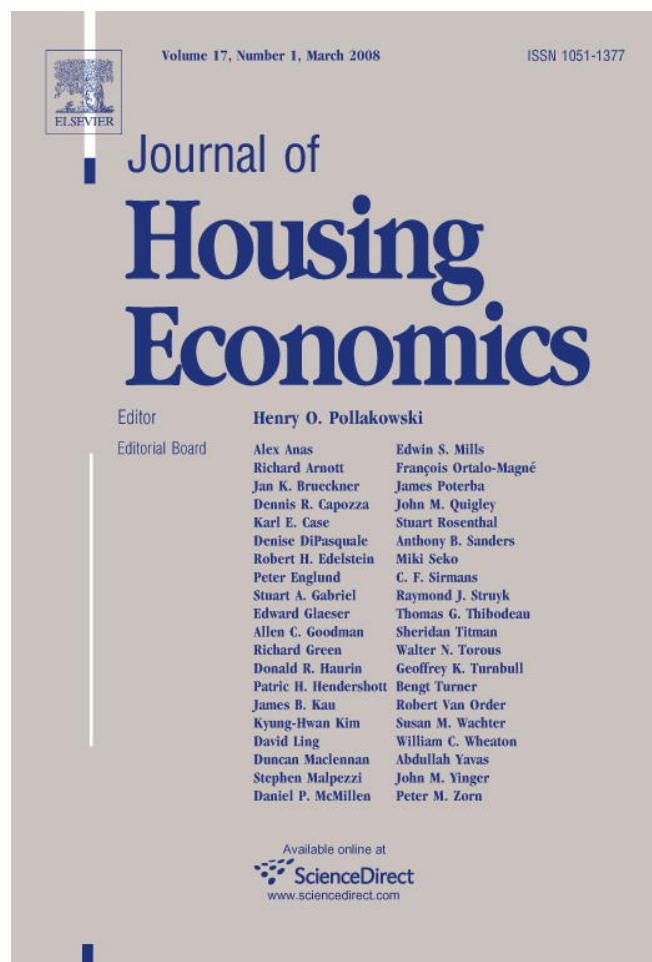 Volume 17, Number 1, March 2008
ISSN 1051-1377
ELSEVIER
Journal of
Housing
Economics
Editor
Henry O. Pollakowski
Editorial Board
Alex Anas
Richard Arnott
Jan K. Brueckner
Dennis R. Capozza
Karl E. Case
Denise DiPasquale
Robert H. Edelstein
Peter Englund
Stuart A. Gabriel
Edward Glaeser
Allen C. Goodman
Richard Green
Donald R. Haurin
Patric H. Hendershott
James B. Kau
Kyung-Hwan Kim
David Ling
Duncan Maclennan
Stephen Malpezzi
Daniel P. McMillen
Edwin S. Mills
François Ortalo-Magné
James Poterba
John M. Quigley
Stuart Rosenthal
Anthony B. Sanders
Miki Seko
C. F. Sirmans
Raymond J. Struyk
Thomas G. Thibodeau
Sheridan Titman
Walter N. Torous
Geoffrey K. Turnbull
Bengt Turner
Robert Van Order
Susan M. Wachter
William C. Wheaton
Abdullah Yavas
John M. Yinger
Peter M. Zorn
Available online at
ScienceDirect
www.sciencedirect.com